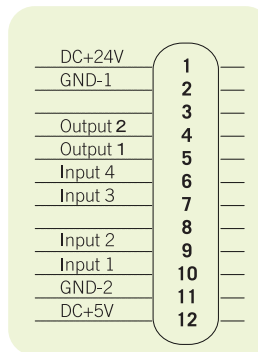 DC+24V 1
GND-1 2
3
Output 2 4
Output 1 5
Input 4 6
Input 3 7
8
Input 2 9
Input 1 10
GND-2 11
DC+5V 12